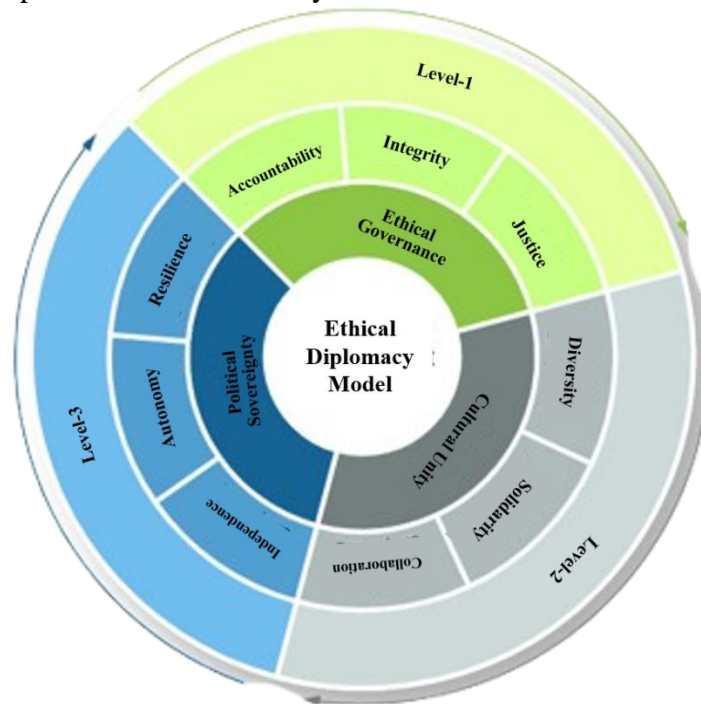 Level-1
Accountability
Integrity
Justice
Ethical
Governance
Ethical
Diplomacy
Model
Resilience
Autonomy
Independence
Political
Sovereignty
Level-3
Diversity
Solidarity
Collaboration
Cultural Unity
Level-2